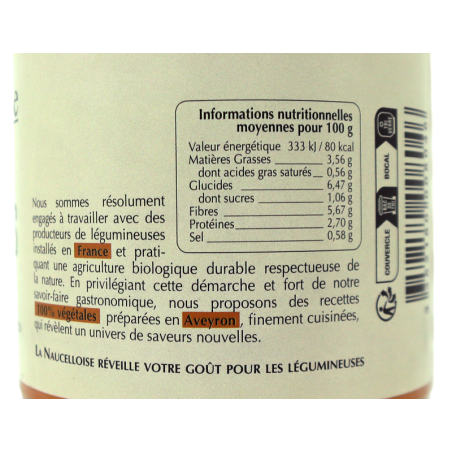 Informations nutritionnelles
moyennes pour 100 g
Valeur énergétique 333 kJ / 80 kcal
Matières Grasses 3,56 g
dont acides gras saturés 0,56 g
Glucides 6,47 g
dont sucres 1,06 g
Fibres 5,67 g
Protéines 2,70 g
Sel 0,58 g
Nous sommes résolument
engagés à travailler avec des
producteurs de légumineuses
installés en France et prati-
quant une agriculture biologique durable respectueuse de
la nature. En privilégiant cette démarche et fort de notre
savoir-faire gastronomique, nous proposons des recettes
100% végétales préparées en Aveyron, finement cuisinées,
qui révèlent un univers de saveurs nouvelles.
La Naucelloise réveille votre goût pour les légumineuses
BOCAL
COUVERCLE